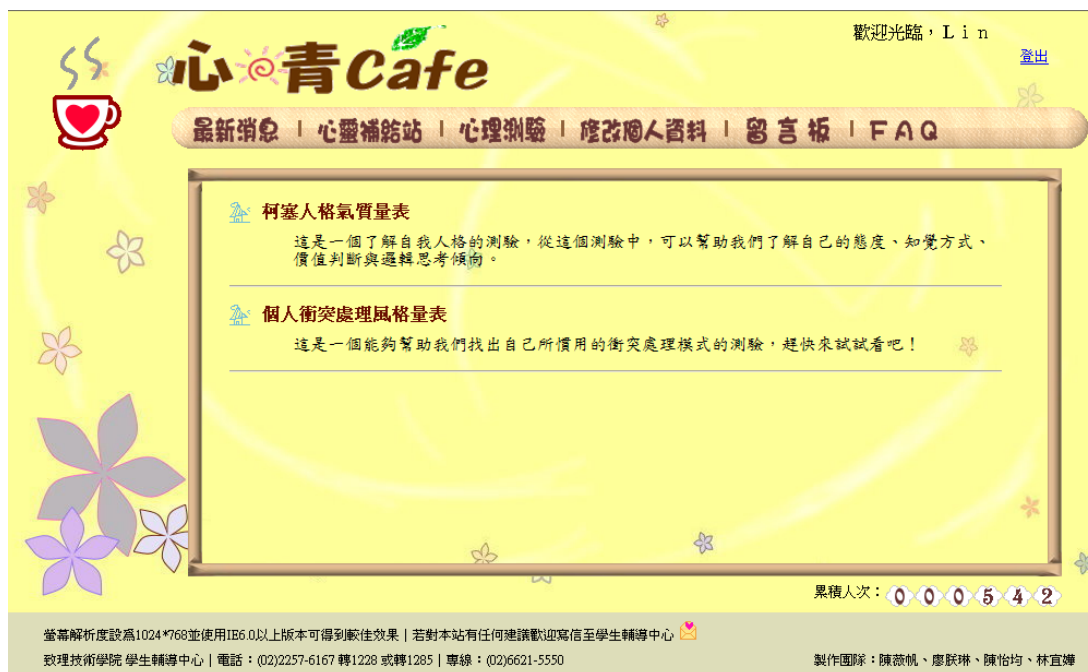 歡迎光臨，Lin
登出
心青Cafe
最新消息 | 心靈補給站 | 心理測驗 | 修改個人資料 | 留言板 | FAQ
柯塞人格氣質量表
這是一個了解自我人格的測驗，從這個測驗中，可以幫助我們了解自己的態度、知覺方式、
價值判斷與邏輯思考傾向。
個人衝突處理風格量表
這是一個能夠幫助我們找出自己所慣用的衝突處理模式的測驗，趕快來試試看吧！
累積人次：000542
螢幕解析度設為1024*768並使用IE6.0以上版本可得到較佳效果 | 若對本站有任何建議歡迎寫信至學生輔導中心
致理技術學院 學生輔導中心 | 電話：(02)2257-6167 轉1228 或轉1285 | 專線：(02)6621-5550
製作團隊：陳薇帆、廖朕琳、陳怡均、林宜嬙